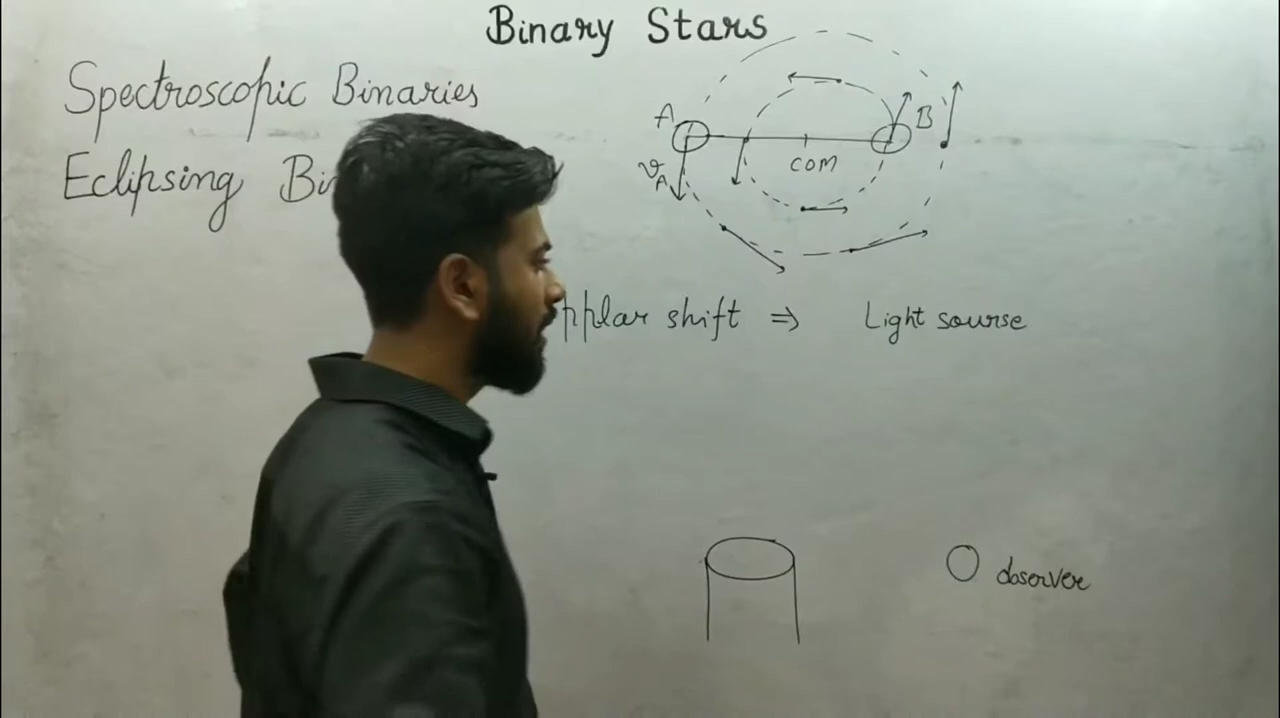 Binary Stars
Spectroscopic Binaries
Eclipsing Bi
A
B
COM
vA
pplar shift ⇒ Light sourse
observer